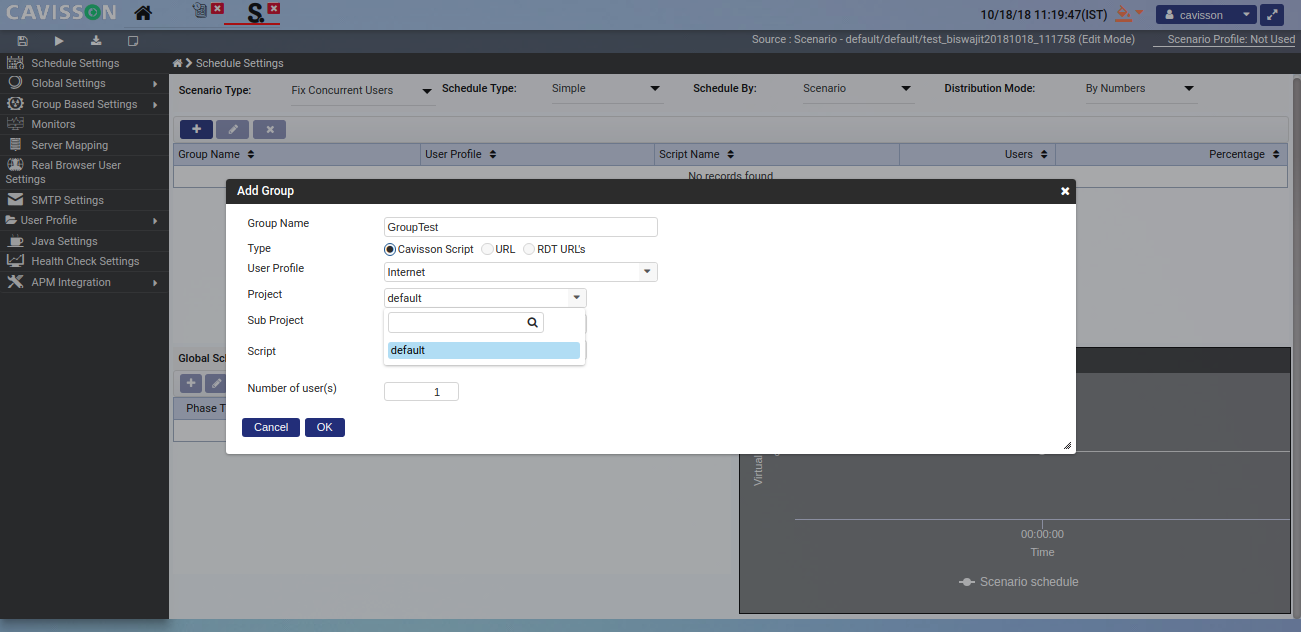 CAVISSON
S.
10/18/18 11:19:47(IST)
cavisson
Source : Scenario - default/default/test_biswajit20181018_111758 (Edit Mode)
Scenario Profile: Not Used
Schedule Settings
Global Settings
Group Based Settings
Monitors
Server Mapping
Real Browser User
Settings
SMTP Settings
User Profile
Java Settings
Health Check Settings
APM Integration
Schedule Settings
Scenario Type: Fix Concurrent Users Schedule Type: Simple Schedule By: Scenario Distribution Mode: By Numbers
Group Name User Profile Script Name Users Percentage
No records found
Add Group
Group Name GroupTest
Type Cavisson Script URL RDT URL's
User Profile Internet
Project default
Sub Project
default
Script
Number of user(s) 1
Cancel OK
Global Sc
Phase T
Virtual
00:00:00
Time
Scenario schedule